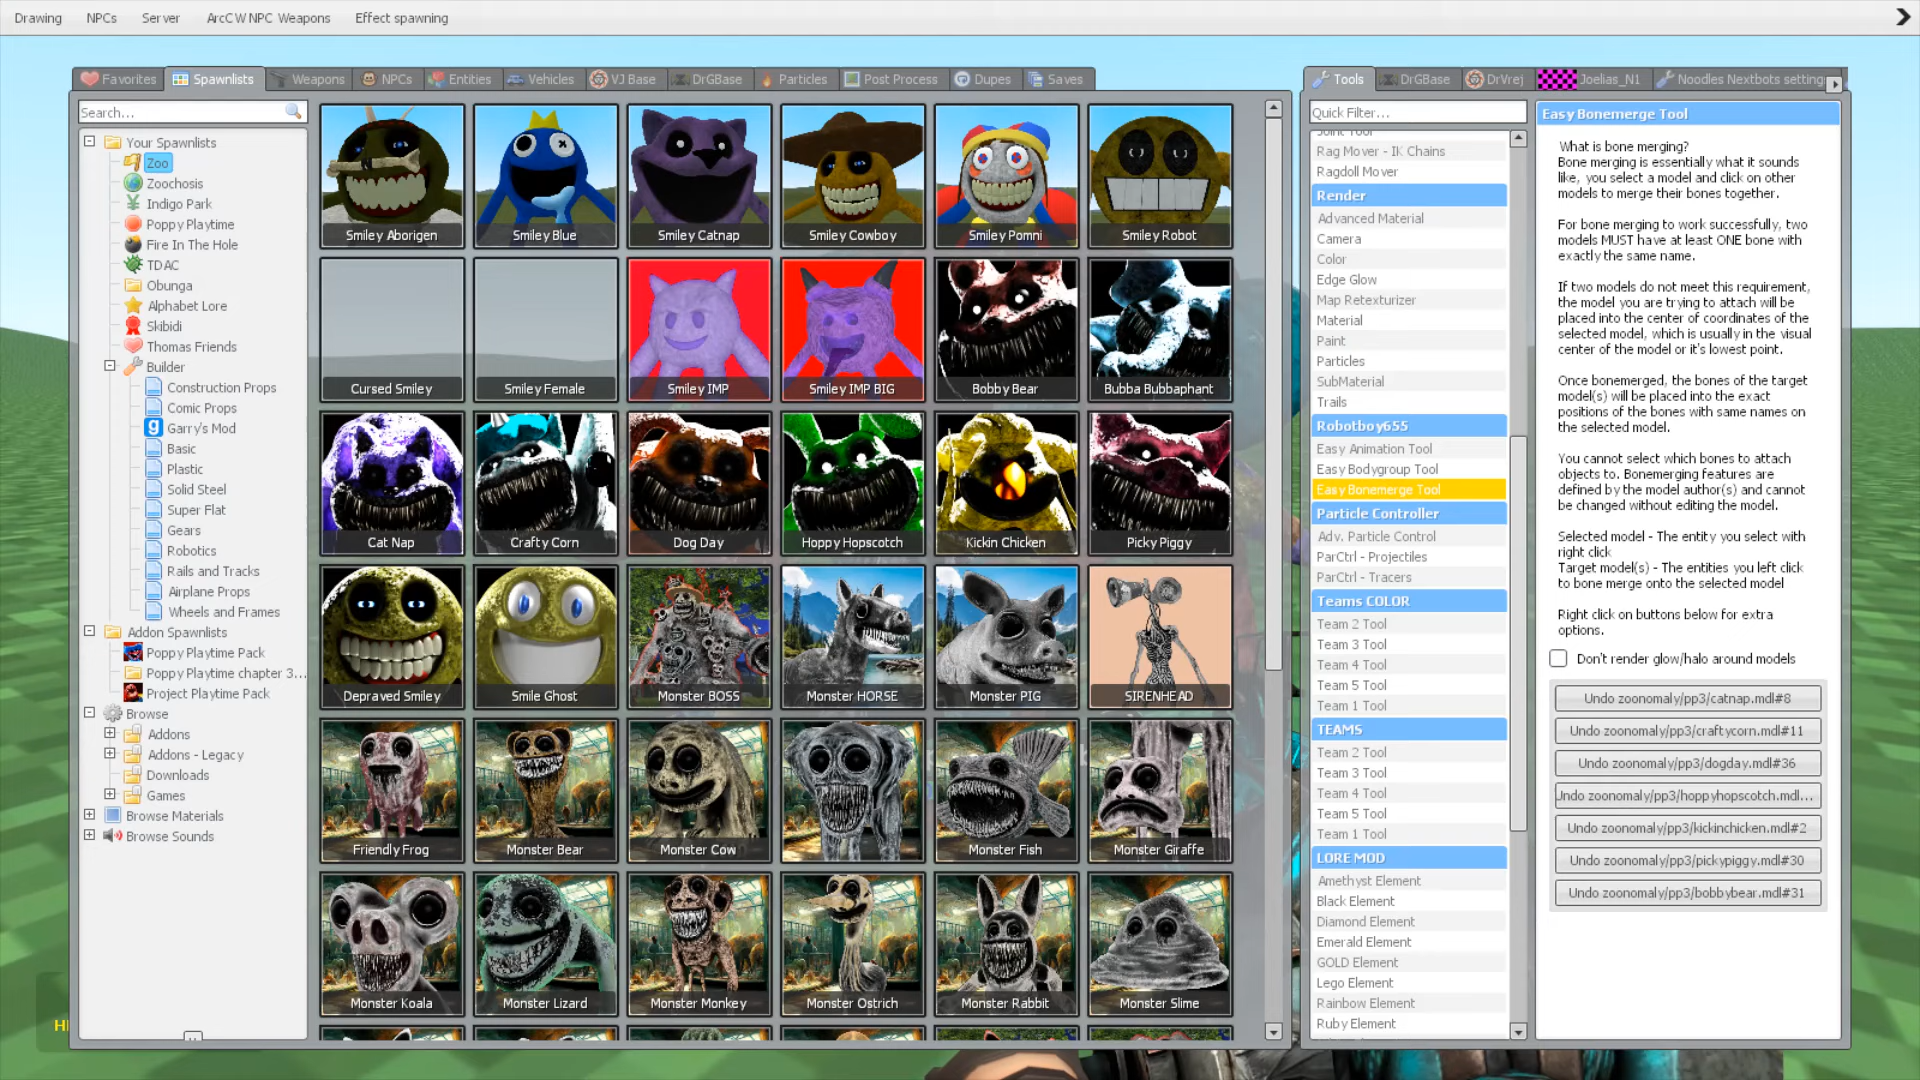 Drawing
NPCs
Server
ArcCW NPC Weapons
Effect spawning
Favorites
Spawnlists
Weapons
NPCs
Entities
Vehicles
VJ Base
DrGBase
Particles
Post Process
Dupes
Saves
Search...
Your Spawnlists
Zoo
Zoochosis
Indigo Park
Poppy Playtime
Fire In The Hole
TDAC
Obunga
Alphabet Lore
Skibidi
Thomas Friends
Builder
Construction Props
Comic Props
Garry's Mod
Basic
Plastic
Solid Steel
Super Flat
Gears
Robotics
Rails and Tracks
Airplane Props
Wheels and Frames
Addon Spawnlists
Poppy Playtime Pack
Poppy Playtime chapter 3...
Project Playtime Pack
Browse
Addons
Addons - Legacy
Downloads
Games
Browse Materials
Browse Sounds
Smiley Aborigen
Smiley Blue
Smiley Catnap
Smiley Cowboy
Smiley Pomni
Smiley Robot
Cursed Smiley
Smiley Female
Smiley IMP
Smiley IMP BIG
Bobby Bear
Bubba Bubbaphant
Cat Nap
Crafty Corn
Dog Day
Hoppy Hopscotch
Kickin Chicken
Picky Piggy
Depraved Smiley
Smile Ghost
Monster BOSS
Monster HORSE
Monster PIG
SIRENHEAD
Friendly Frog
Monster Bear
Monster Cow
Monster Fish
Monster Giraffe
Monster Koala
Monster Lizard
Monster Monkey
Monster Ostrich
Monster Rabbit
Monster Slime
Tools
DrGBase
DrVrej
Joelias_N1
Noodles Nextbots setting
Quick Filter...
Joint Tool
Rag Mover - IK Chains
Ragdoll Mover
Render
Advanced Material
Camera
Color
Edge Glow
Map Retexturizer
Material
Paint
Particles
SubMaterial
Trails
Robotboy655
Easy Animation Tool
Easy Bodygroup Tool
Easy Bonemerge Tool
Particle Controller
Adv. Particle Control
ParCtrl - Projectiles
ParCtrl - Tracers
Teams COLOR
Team 2 Tool
Team 3 Tool
Team 4 Tool
Team 5 Tool
Team 1 Tool
TEAMS
Team 2 Tool
Team 3 Tool
Team 4 Tool
Team 5 Tool
Team 1 Tool
LORE MOD
Amethyst Element
Black Element
Diamond Element
Emerald Element
GOLD Element
Lego Element
Rainbow Element
Ruby Element
Easy Bonemerge Tool
What is bone merging?
Bone merging is essentially what it sounds
like, you select a model and click on other
models to merge their bones together.
For bone merging to work successfully, two
models MUST have at least ONE bone with
exactly the same name.
If two models do not meet this requirement,
the model you are trying to attach will be
placed into the center of coordinates of the
selected model, which is usually in the visual
center of the model or it's lowest point.
Once bonemerged, the bones of the target
model(s) will be placed into the exact
positions of the bones with same names on
the selected model.
You cannot select which bones to attach
objects to. Bonemerging features are
defined by the model author(s) and cannot
be changed without editing the model.
Selected model - The entity you select with
right click
Target model(s) - The entities you left click
to bone merge onto the selected model
Right click on buttons below for extra
options.
Don't render glow/halo around models
Undo zoonomaly/pp3/catnap.mdl#8
Undo zoonomaly/pp3/craftycorn.mdl#11
Undo zoonomaly/pp3/dogday.mdl#36
Undo zoonomaly/pp3/hoppyhopscotch.mdl...
Undo zoonomaly/pp3/kickinchicken.mdl#2
Undo zoonomaly/pp3/pickypiggy.mdl#30
Undo zoonomaly/pp3/bobbybear.mdl#31